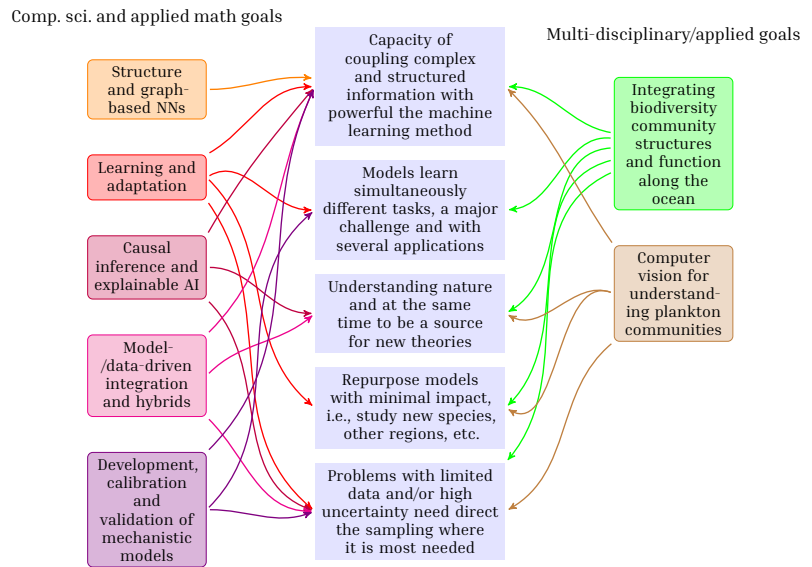 Comp. sci. and applied math goals
Structure
and graph-
based NNs
Learning and
adaptation
Causal
inference and
explainable AI
Model-
/data-driven
integration
and hybrids
Development,
calibration
and
validation of
mechanistic
models
Capacity of
coupling complex
and structured
information with
powerful the machine
learning method
Models learn
simultaneously
different tasks, a major
challenge and with
several applications
Understanding nature
and at the same
time to be a source
for new theories
Repurpose models
with minimal impact,
i.e., study new species,
other regions, etc.
Problems with limited
data and/or high
uncertainty need direct
the sampling where
it is most needed
Multi-disciplinary/applied goals
Integrating
biodiversity
community
structures
and function
along the
ocean
Computer
vision for
understand-
ing plankton
communities